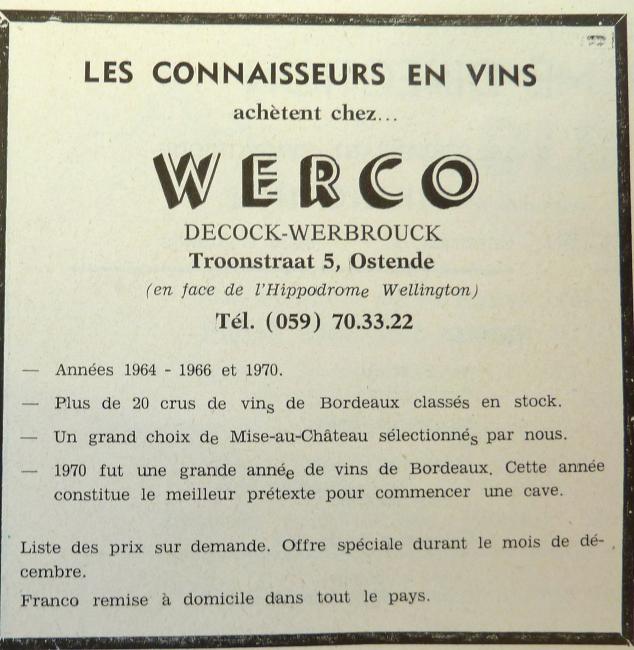 LES CONNAISSEURS EN VINS
achètent chez...
WERCO
DECOCK-WERBROUCK
Troonstraat 5, Ostende
(en face de l'Hippodrome Wellington)
Tél. (059) 70.33.22
— Années 1964 - 1966 et 1970.
— Plus de 20 crus de vins de Bordeaux classés en stock.
— Un grand choix de Mise-au-Château sélectionnés par nous.
— 1970 fut une grande année de vins de Bordeaux. Cette année
constitue le meilleur prétexte pour commencer une cave.
Liste des prix sur demande. Offre spéciale durant le mois de dé-
cembre.
Franco remise à domicile dans tout le pays.